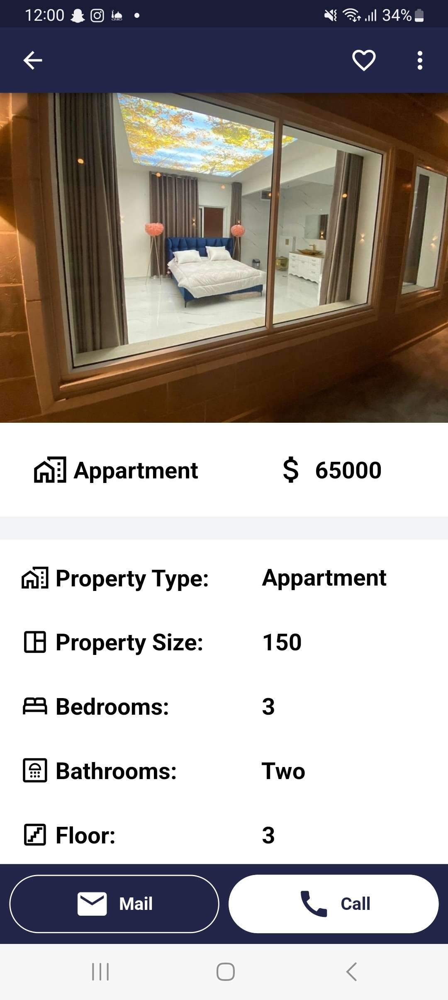 12:00 34%
Appartment $ 65000
Property Type: Appartment
Property Size: 150
Bedrooms: 3
Bathrooms: Two
Floor: 3
Mail Call